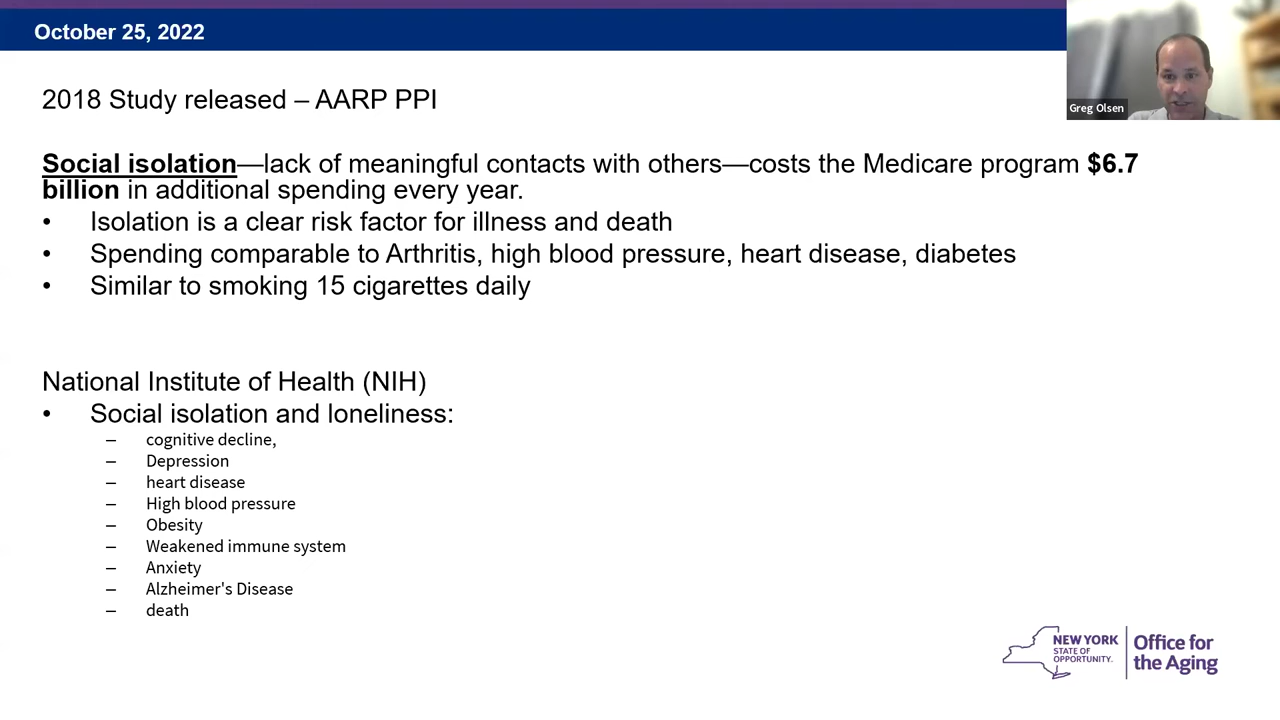 October 25, 2022
Greg Olsen
2018 Study released – AARP PPI
Social isolation—lack of meaningful contacts with others—costs the Medicare program $6.7
billion in additional spending every year.
• Isolation is a clear risk factor for illness and death
• Spending comparable to Arthritis, high blood pressure, heart disease, diabetes
• Similar to smoking 15 cigarettes daily
National Institute of Health (NIH)
• Social isolation and loneliness:
– cognitive decline,
– Depression
– heart disease
– High blood pressure
– Obesity
– Weakened immune system
– Anxiety
– Alzheimer's Disease
– death
NEW YORK
STATE OF
OPPORTUNITY.
Office for
the Aging